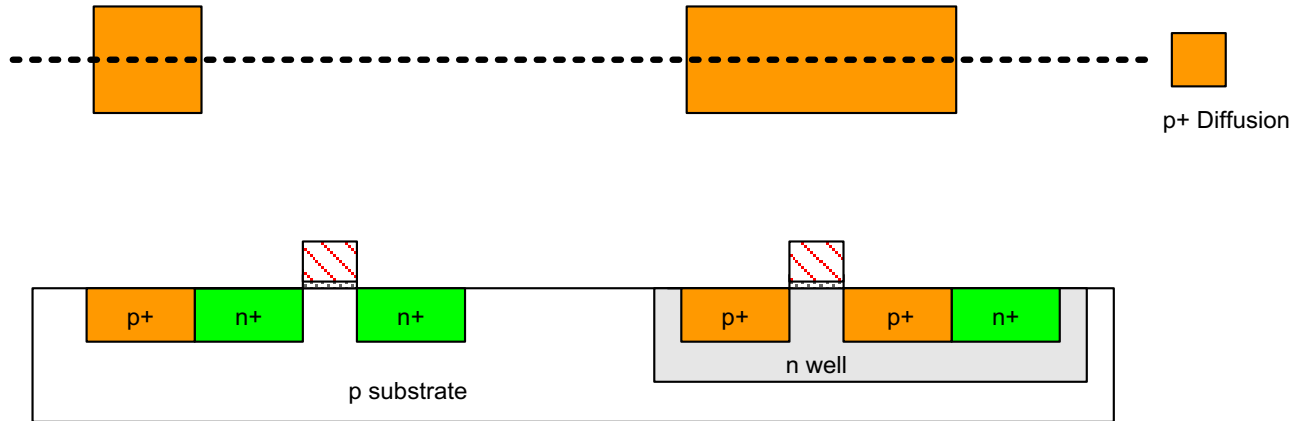 p+ Diffusion
p+ n+ n+ p+ p+ n+
n well
p substrate